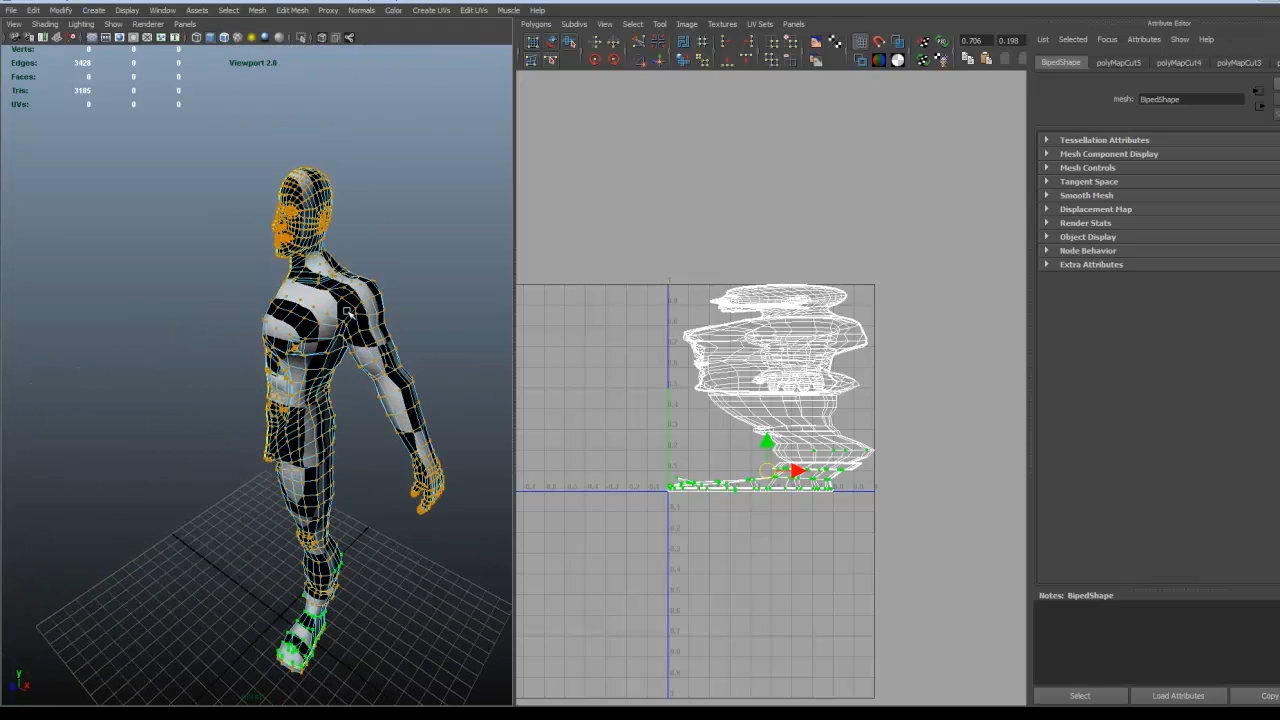 File Edit Modify Create Display Window Assets Select Mesh Edit Mesh Proxy Normals Color Create UVs Edit UVs Muscle Help
View Shading Lighting Show Renderer Panels
Polygons Subdivs View Select Tool Image Textures UV Sets Panels
Attribute Editor
List Selected Focus Attributes Show Help
0.706 0.198
Verts: 0 0 0
Edges: 3428 0 0
Faces: 0 0 0
Tris: 3105 0 0
UVs: 0 0 0
Viewport 2.0
BipedShape polyMapCut5 polyMapCut4 polyMapCut3
mesh: BipedShape
Tessellation Attributes
Mesh Component Display
Mesh Controls
Tangent Space
Smooth Mesh
Displacement Map
Render Stats
Object Display
Node Behavior
Extra Attributes
Notes: BipedShape
Select Load Attributes Copy
y
x